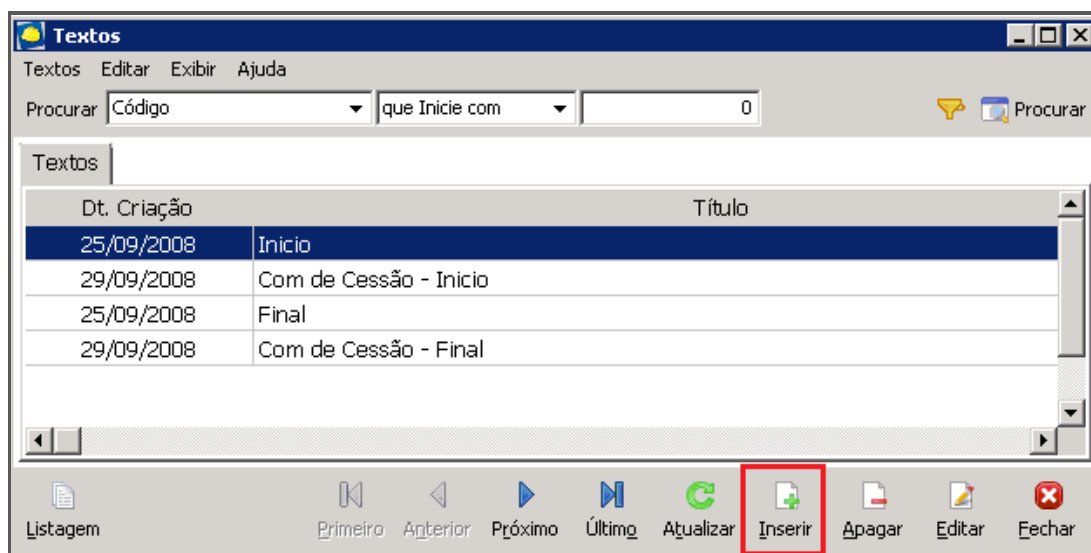 Textos
Textos Editar Exibir Ajuda
Procurar Código que Inicie com 0 Procurar
Textos
Dt. Criação Título
25/09/2008 Inicio
29/09/2008 Com de Cessão - Inicio
25/09/2008 Final
29/09/2008 Com de Cessão - Final
Listagem Primeiro Anterior Próximo Último Atualizar Inserir Apagar Editar Fechar